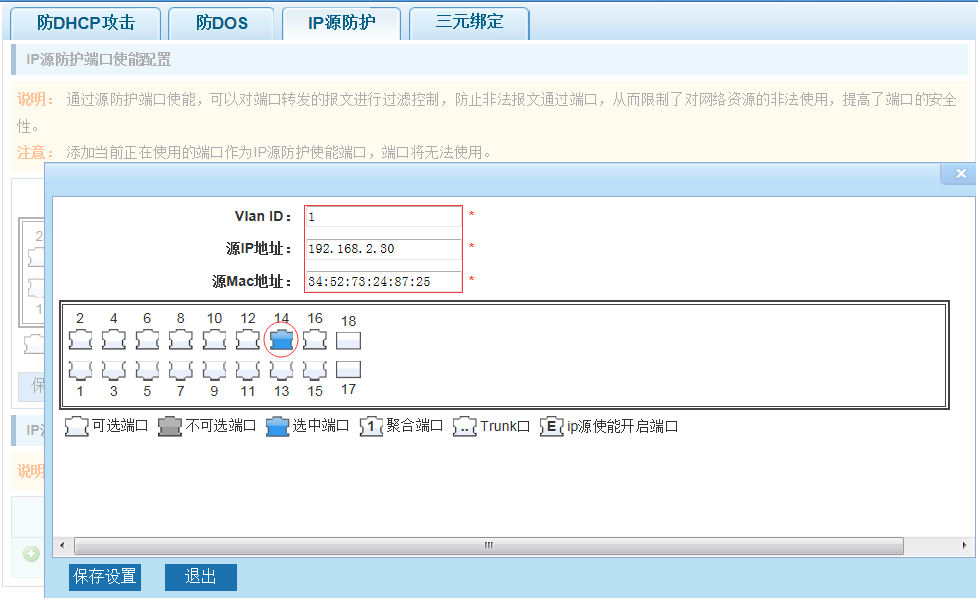 防DHCP攻击 防DOS IP源防护 三元绑定
IP源防护端口使能配置
说明： 通过源防护端口使能，可以对端口转发的报文进行过滤控制，防止非法报文通过端口，从而限制了对网络资源的非法使用，提高了端口的安全
性。
注意： 添加当前正在使用的端口作为IP源防护使能端口，端口将无法使用。
Vlan ID： 1 *
源IP地址： 192.168.2.30 *
源Mac地址： 34:52:73:24:87:25 *
2
2 4 6 8 10 12 14 16 18
1
1 3 5 7 9 11 13 15 17
保
IP
可选端口 不可选端口 选中端口 1 聚合端口 .. Trunk口 E ip源使能开启端口
说明
保存设置 退出